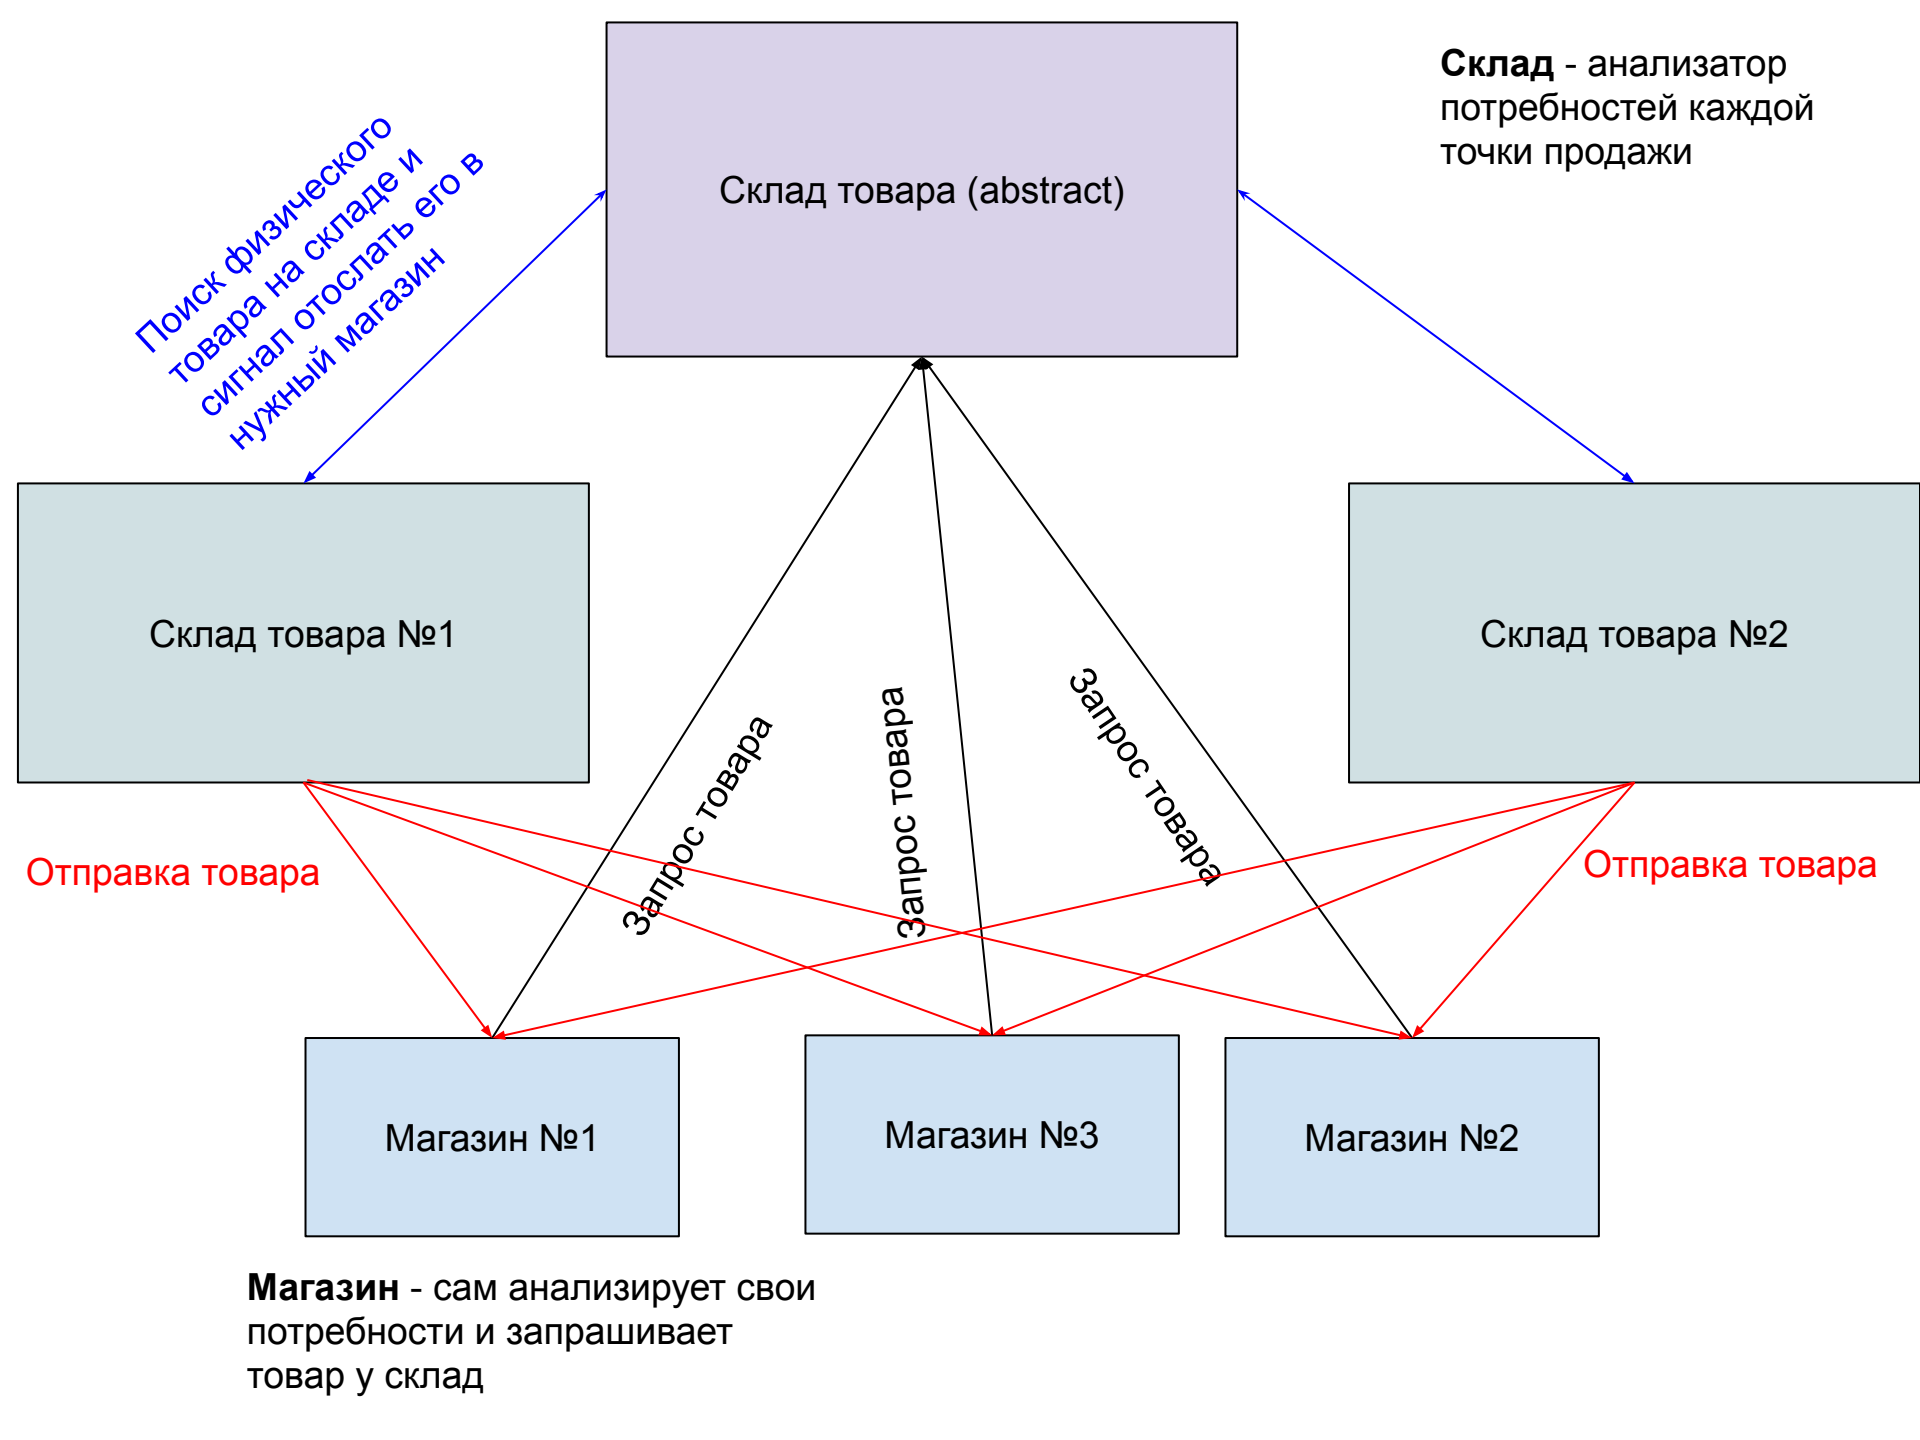 Склад товара (abstract)
Склад - анализатор
потребностей каждой
точки продажи
Поиск физического
товара на складе и
сигнал отослать его в
нужный магазин
Склад товара №1
Склад товара №2
Запрос товара
Запрос товара
Запрос товара
Отправка товара
Отправка товара
Магазин №1
Магазин №3
Магазин №2
Магазин - сам анализирует свои
потребности и запрашивает
товар у склад